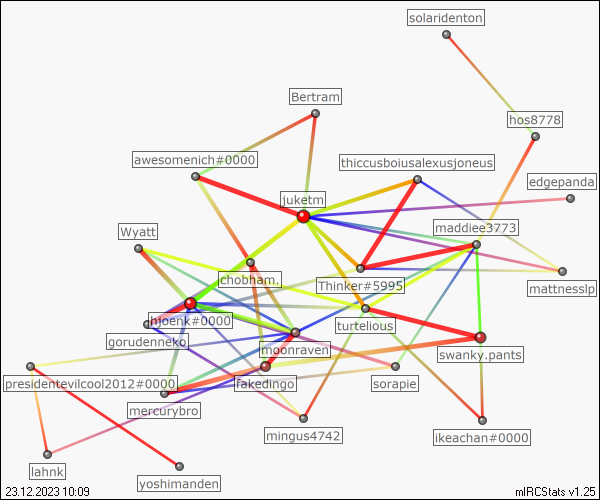 solaridenton
Bertram
hos8778
awesomenich#0000
thiccusboiusalexusjoneus
edgepanda
juketm
maddiee3773
Wyatt
chobham.
Thinker#5995
mattnesslp
hjoenk#0000
turtelious
gorudenneko
moonraven
swanky.pants
presidentevilcool2012#0000
fakedingo
sorapie
mercurybro
mingus4742
ikeachan#0000
lahnk
yoshimanden
23.12.2023 10:09
mIRCStats v1.25